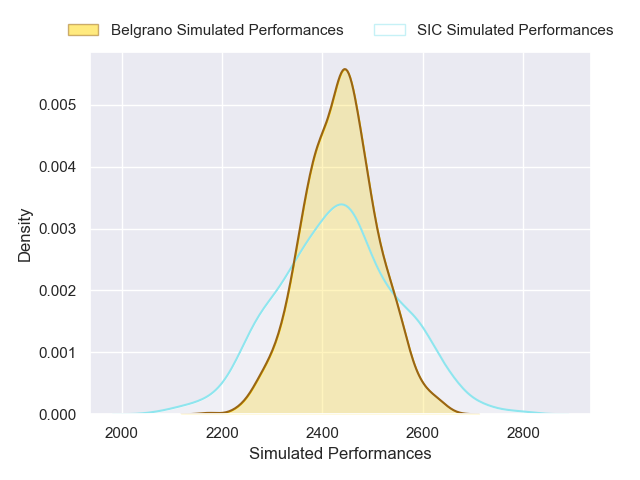 Belgrano Simulated Performances
SIC Simulated Performances
0.005
0.004
0.003
0.002
0.001
0.000
Density
2000
2200
2400
2600
2800
Simulated Performances